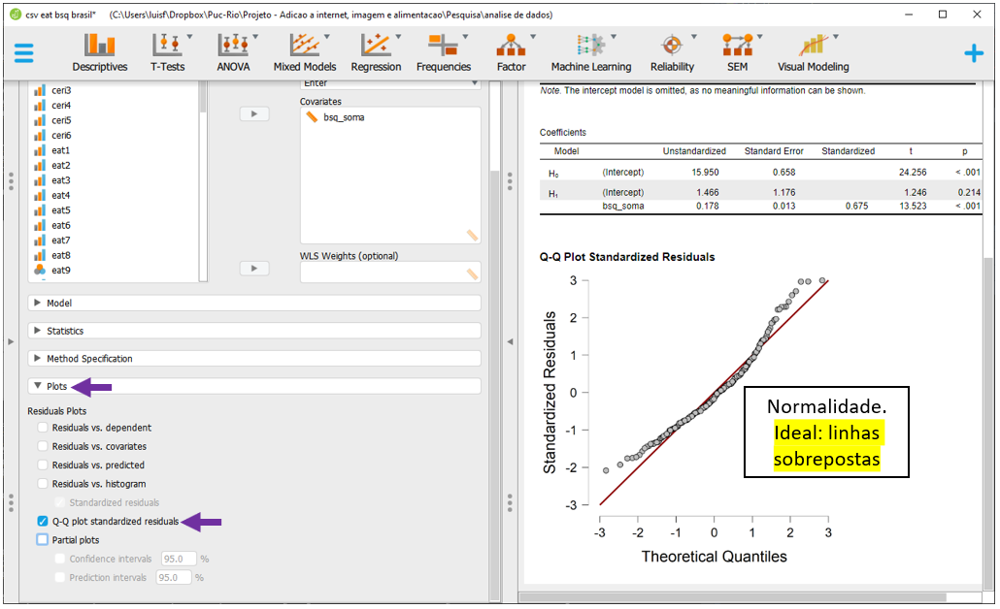 csv eat bsq brasil* (C:\Users\luisf\Dropbox\Puc-Rio\Projeto - Adicao a internet, imagem e alimentacao\Pesquisa\analise de dados)
Descriptives T-Tests ANOVA Mixed Models Regression Frequencies Factor Machine Learning Reliability SEM Visual Modeling
ceri3
ceri4
ceri5
ceri6
eat1
eat2
eat3
eat4
eat5
eat6
eat7
eat8
eat9
Enter
Covariates
bsq_soma
WLS Weights (optional)
Model
Statistics
Method Specification
Plots
Residuals Plots
Residuals vs. dependent
Residuals vs. covariates
Residuals vs. predicted
Residuals vs. histogram
Standardized residuals
Q-Q plot standardized residuals
Partial plots
Confidence intervals 95.0 %
Prediction intervals 95.0 %
Note. The intercept model is omitted, as no meaningful information can be shown.
Coefficients
Model Unstandardized Standard Error Standardized t p
H₀ (Intercept) 15.950 0.658 24.256 < .001
H₁ (Intercept) 1.466 1.176 1.246 0.214
bsq_soma 0.178 0.013 0.675 13.523 < .001
Q-Q Plot Standardized Residuals
3
2
1
0
-1
-2
-3
Standardized Residuals
-3 -2 -1 0 1 2 3
Theoretical Quantiles
Normalidade.
Ideal: linhas
sobrepostas